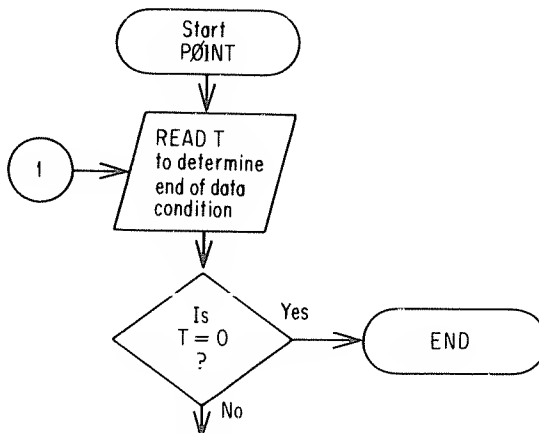 Start
PØINT
READ T
to determine
end of data
condition
1
Is
T = 0
?
Yes
END
No